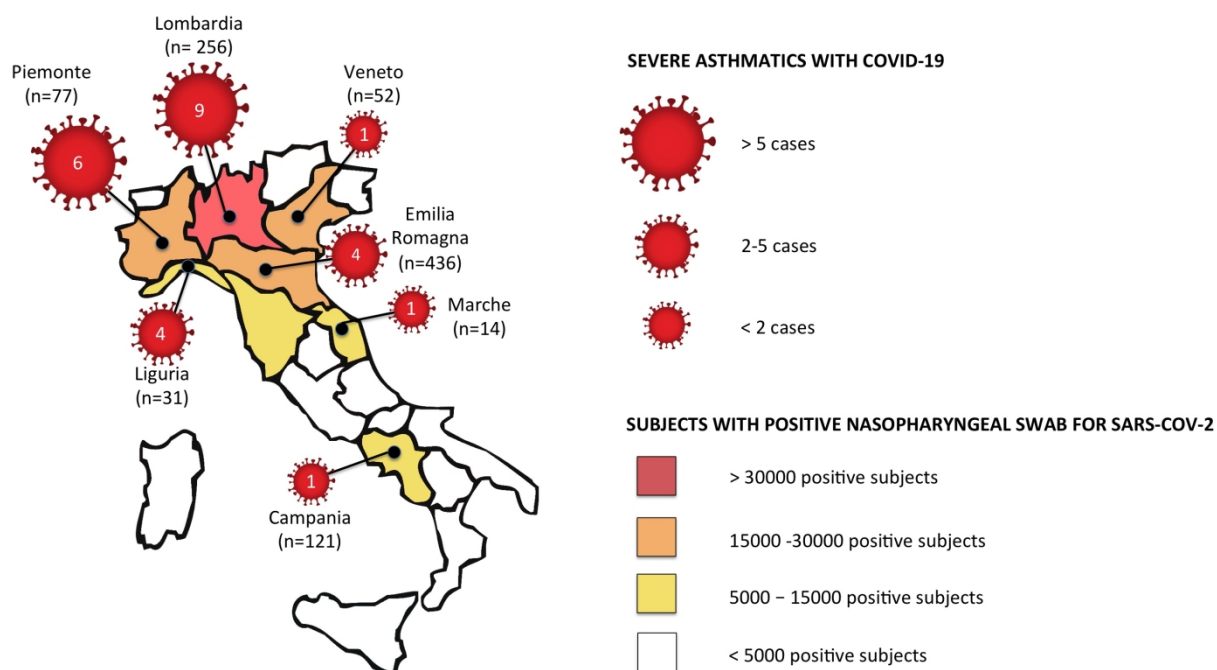 Lombardia
(n= 256)
9
Piemonte
(n=77)
6
Veneto
(n=52)
1
Emilia
Romagna
(n=436)
4
Marche
(n=14)
1
4
Liguria
(n=31)
1
Campania
(n=121)
SEVERE ASTHMATICS WITH COVID-19
> 5 cases
2-5 cases
< 2 cases
SUBJECTS WITH POSITIVE NASOPHARYNGEAL SWAB FOR SARS-COV-2
> 30000 positive subjects
15000 -30000 positive subjects
5000 – 15000 positive subjects
< 5000 positive subjects